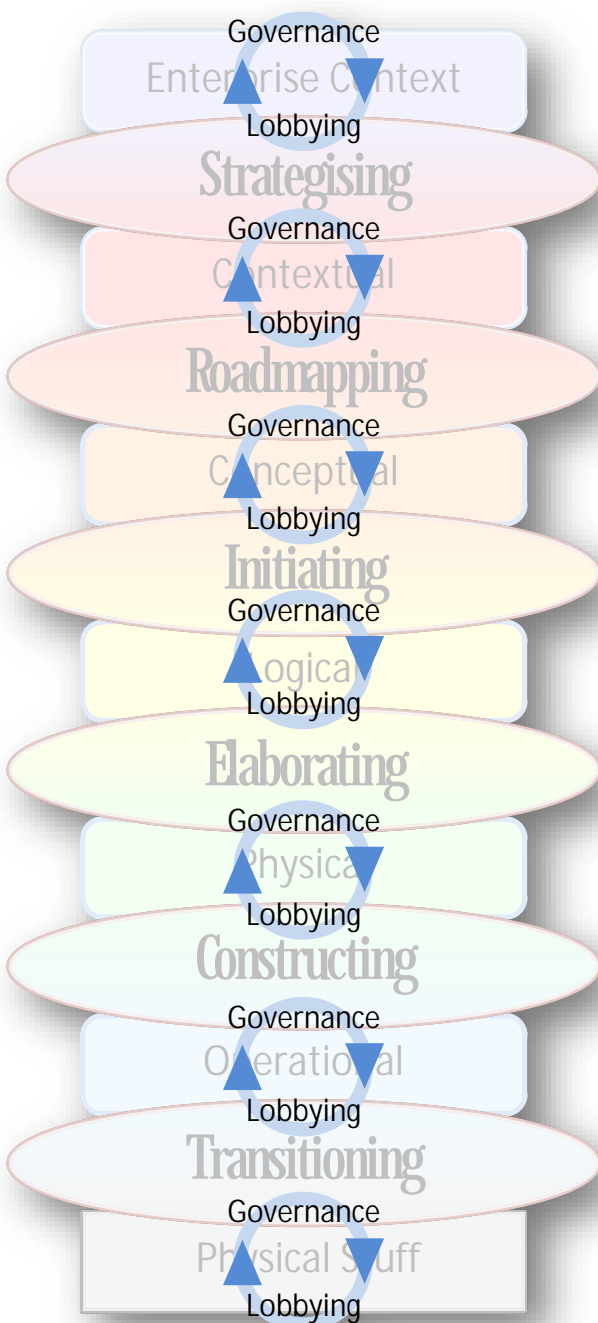 Governance
Enterprise Context
Lobbying
Strategising
Governance
Contextual
Lobbying
Roadmapping
Governance
Conceptual
Lobbying
Initiating
Governance
Logical
Lobbying
Elaborating
Governance
Physical
Lobbying
Constructing
Governance
Operational
Lobbying
Transitioning
Governance
Physical Stuff
Lobbying